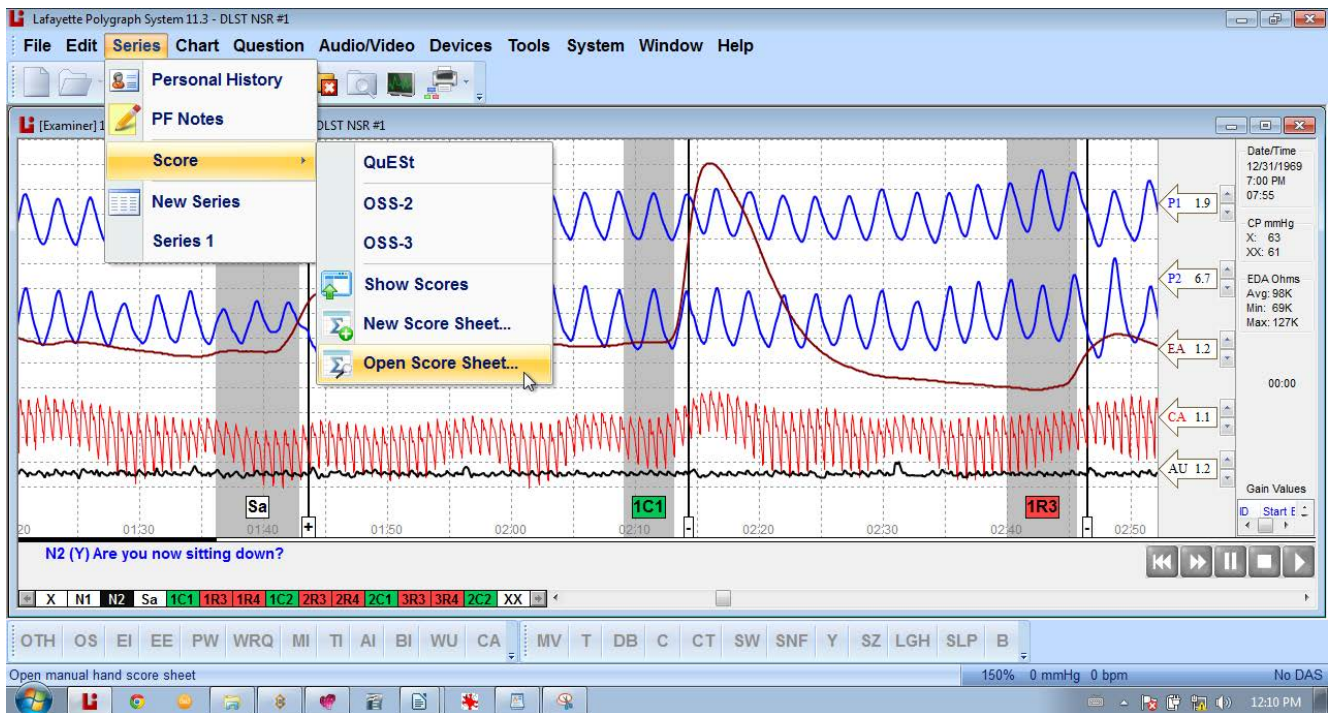 Lafayette Polygraph System 11.3 - DLST NSR #1
File Edit Series Chart Question Audio/Video Devices Tools System Window Help
Personal History
PF Notes
Score
New Series
Series 1
QuESt
OSS-2
OSS-3
Show Scores
New Score Sheet...
Open Score Sheet...
[Examiner] 1
DLST NSR #1
Date/Time
12/31/1969
7:00 PM
07:55
CP mmHg
X: 63
XX: 61
EDA Ohms
Avg: 98K
Min: 69K
Max: 127K
00:00
Gain Values
ID Start E
P1 1.9
P2 6.7
EA 1.2
CA 1.1
AU 1.2
Sa 1C1 1R3
+ - -
20 01:30 01:40 01:50 02:00 02:10 02:20 02:30 02:40 02:50
N2 (Y) Are you now sitting down?
X N1 N2 Sa 1C1 1R3 1R4 1C2 2R3 2R4 2C1 3R3 3R4 2C2 XX
OTH OS EI EE PW WRQ MI TI AI BI WU CA MV T DB C CT SW SNF Y SZ LGH SLP B
Open manual hand score sheet 150% 0 mmHg 0 bpm No DAS
12:10 PM